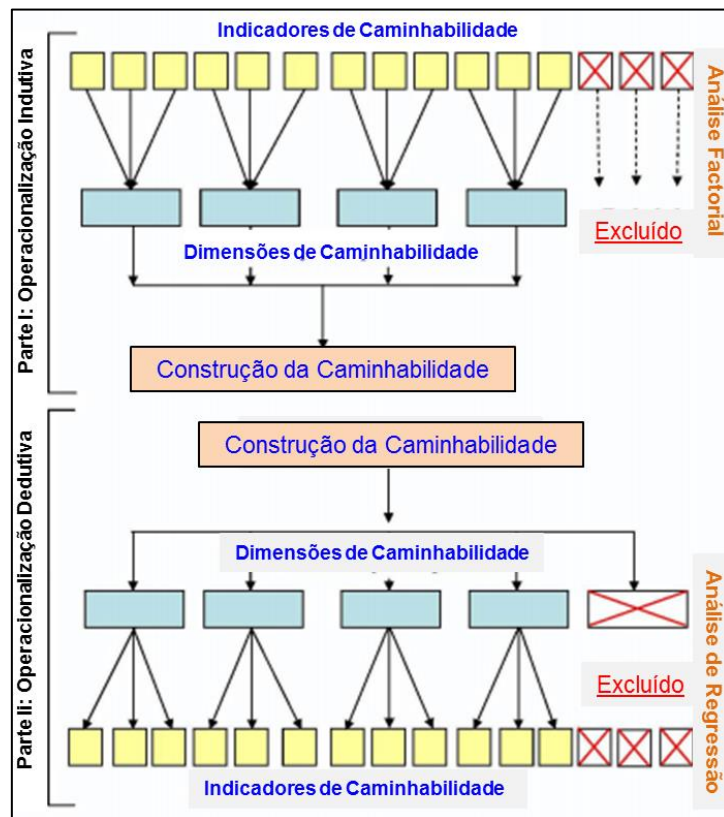 Indicadores de Caminhabilidade
Parte I: Operacionalização Indutiva
Análise Factorial
Excluído
Dimensões de Caminhabilidade
Construção da Caminhabilidade
Construção da Caminhabilidade
Parte Ii: Operacionalização Dedutiva
Dimensões de Caminhabilidade
Análise de Regressão
Excluído
Indicadores de Caminhabilidade